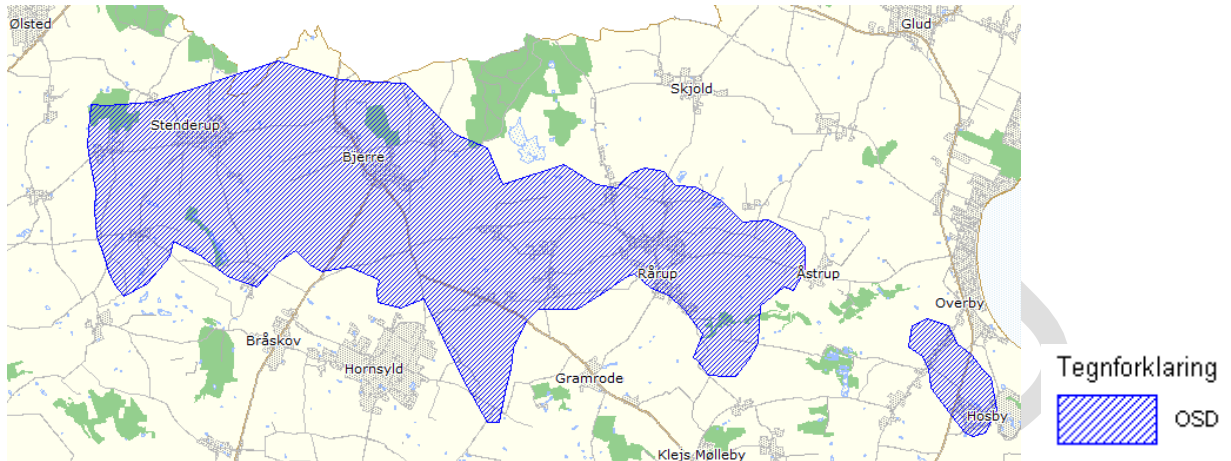 Ølsted
Glud
Skjold
Stenderup
Bjerre
Rårup
Åstrup
Overby
Bråskov
Hornsyld
Gramrode
Hosby
Klejs Mølleby
Tegnforklaring
OSD